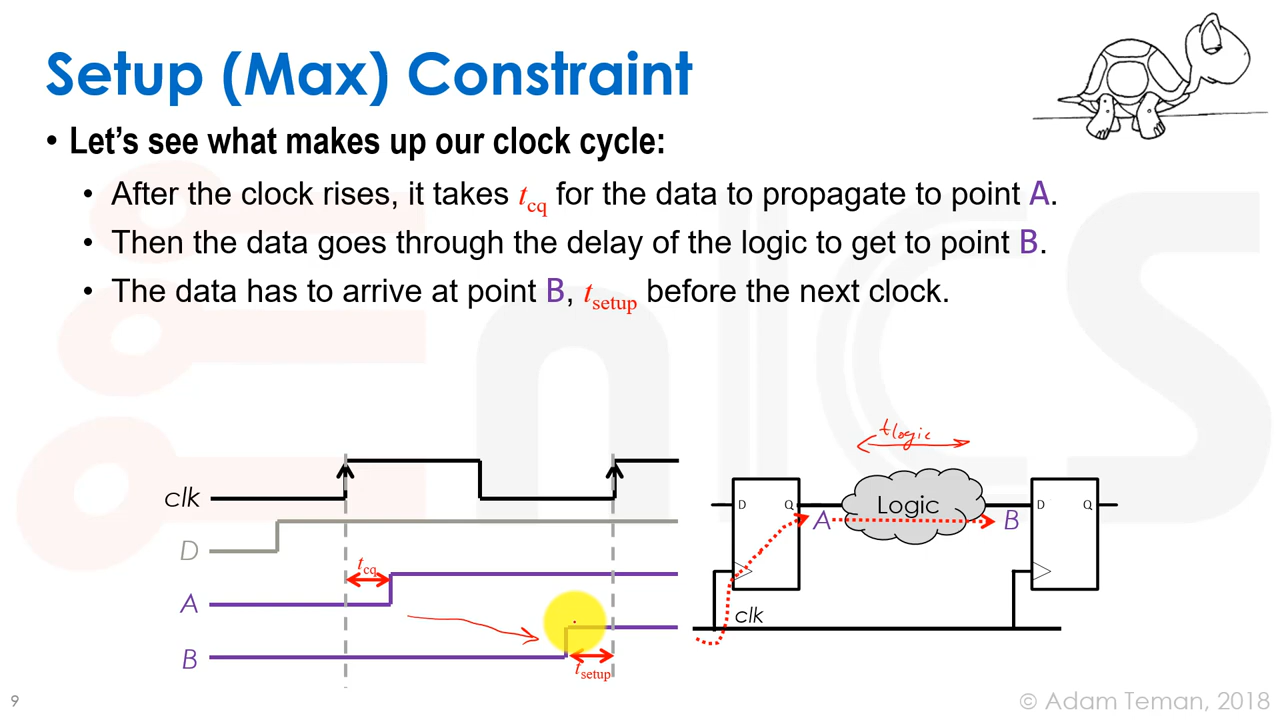 Setup (Max) Constraint
• Let's see what makes up our clock cycle:
• After the clock rises, it takes tcq for the data to propagate to point A.
• Then the data goes through the delay of the logic to get to point B.
• The data has to arrive at point B, tsetup before the next clock.
tlogic
clk
D
tcq
A
B
tsetup
D
Q
Logic
D
Q
A
B
clk
9
© Adam Teman, 2018
enICS